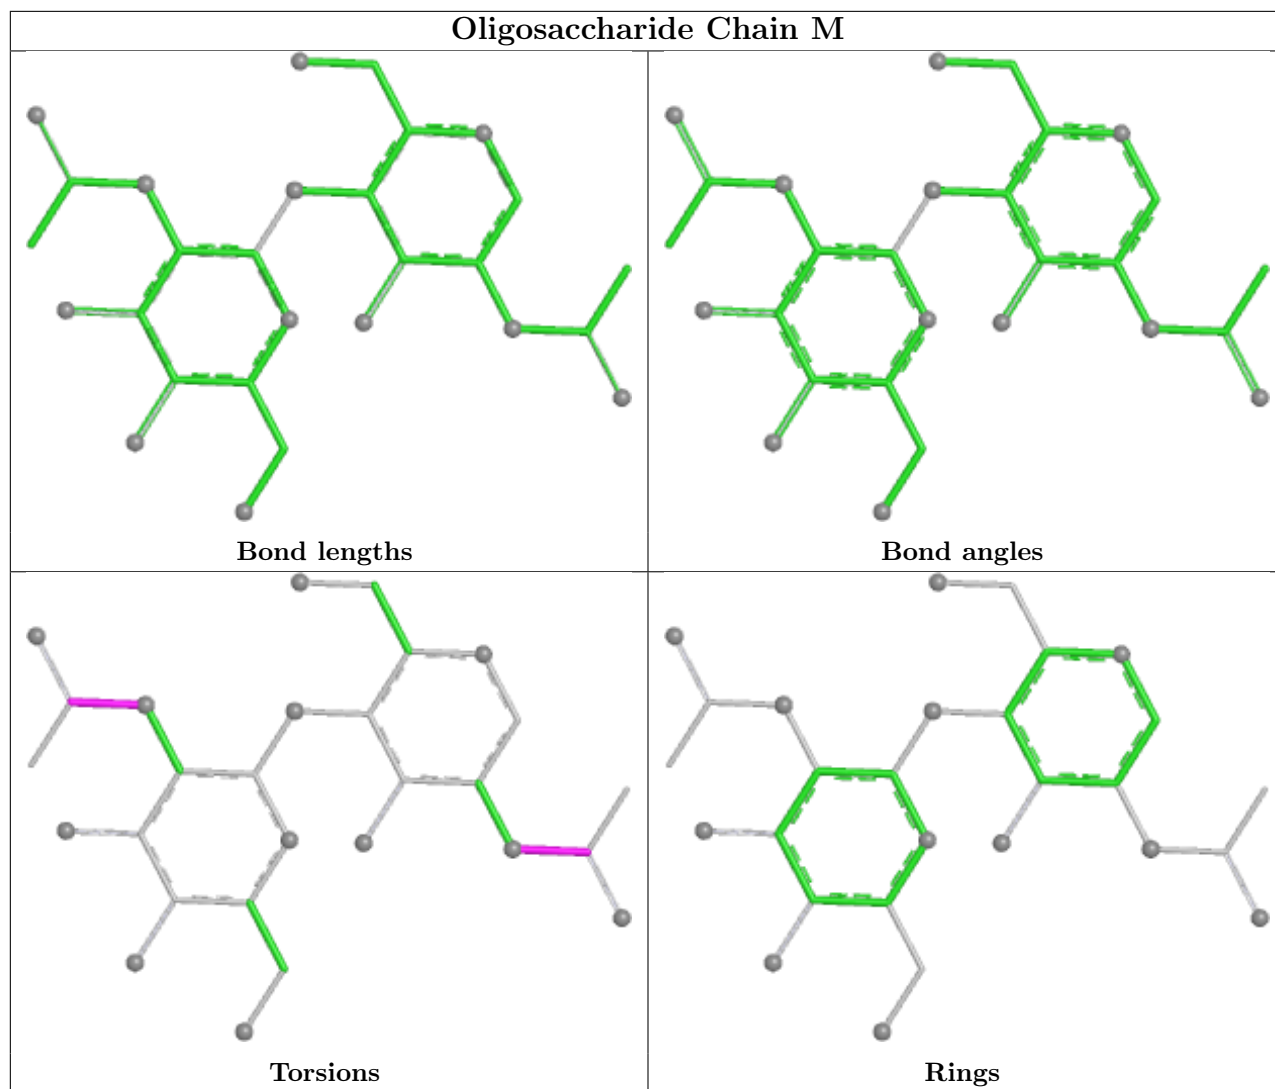 Oligosaccharide Chain M
Bond lengths
Bond angles
Torsions
Rings